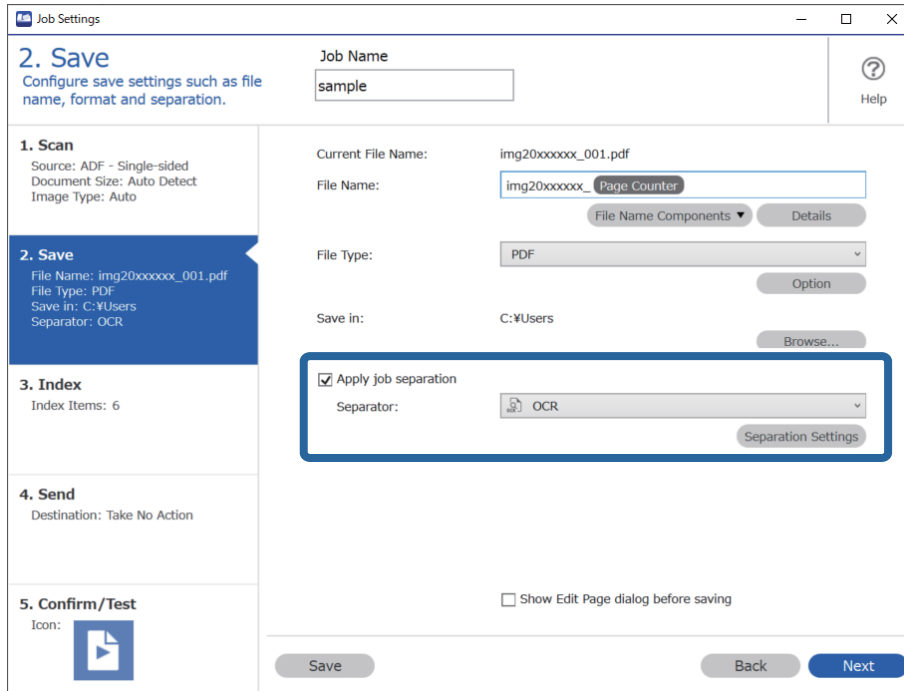 Job Settings
2. Save
Configure save settings such as file
name, format and separation.
Job Name
sample
Help
1. Scan
Source: ADF - Single-sided
Document Size: Auto Detect
Image Type: Auto
2. Save
File Name: img20xxxxxx_001.pdf
File Type: PDF
Save in: C:¥Users
Separator: OCR
3. Index
Index Items: 6
4. Send
Destination: Take No Action
5. Confirm/Test
Icon:
Current File Name: img20xxxxxx_001.pdf
File Name: img20xxxxxx_ Page Counter
File Name Components Details
File Type: PDF
Option
Save in: C:¥Users
Browse...
Apply job separation
Separator: OCR
Separation Settings
Show Edit Page dialog before saving
Save Back Next